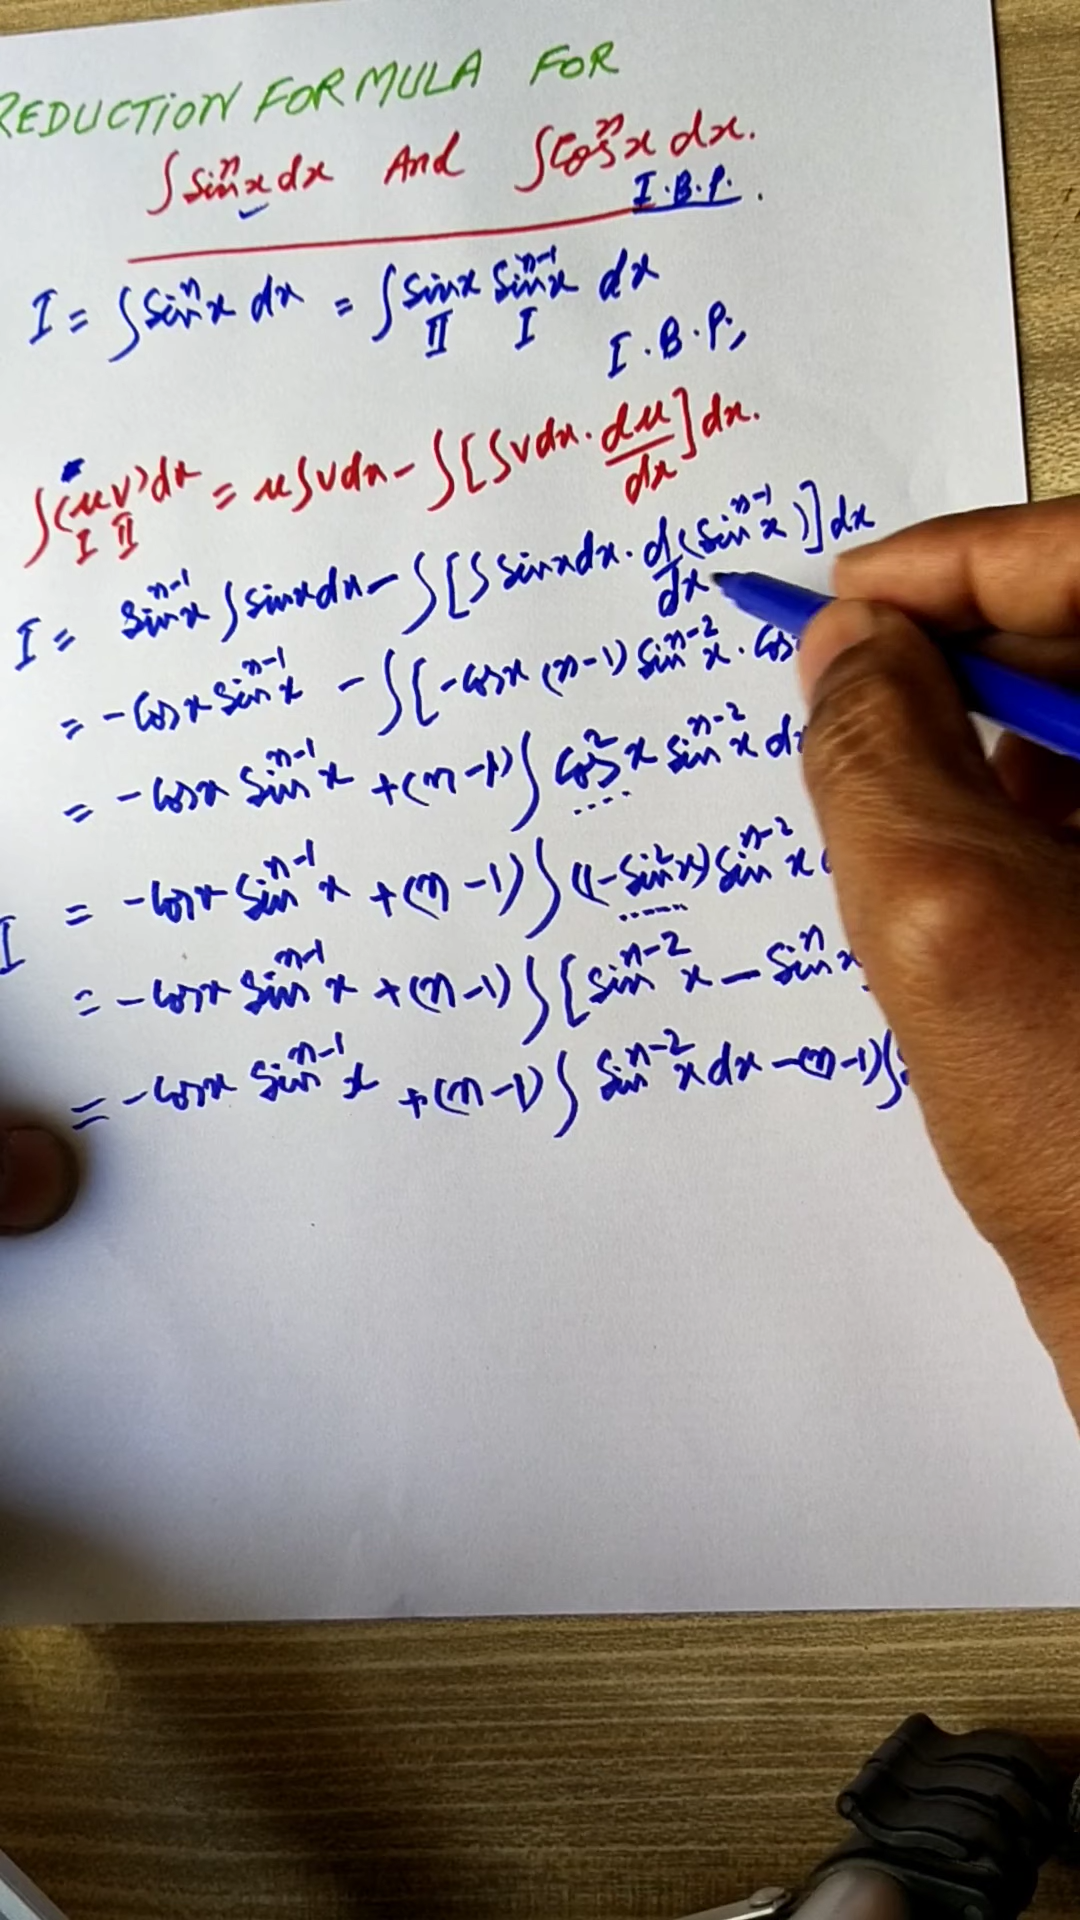 REDUCTION FORMULA FOR
∫sinⁿx dx And ∫cosⁿx dx.
I.B.P.
I = ∫sinⁿx dx = ∫sinx sinⁿ⁻¹x dx
II I
I.B.P,
∫(uv)dx = u∫vdx - ∫[∫vdx. du/dx]dx.
I II
I = sinⁿ⁻¹x ∫sinxdx - ∫[∫sinxdx. d/dx(sinⁿ⁻¹x)]dx
= -cosx sinⁿ⁻¹x - ∫[-cosx (n-1) sinⁿ⁻²x. cos
= -cosx sinⁿ⁻¹x +(n-1)∫cos²x sinⁿ⁻²x dx
I = -cosx sinⁿ⁻¹x +(n-1)∫(1-sin²x) sinⁿ⁻²x
= -cosx sinⁿ⁻¹x +(n-1)∫[sinⁿ⁻²x - sinⁿx
= -cosx sinⁿ⁻¹x +(n-1)∫sinⁿ⁻²x dx -(n-1)∫